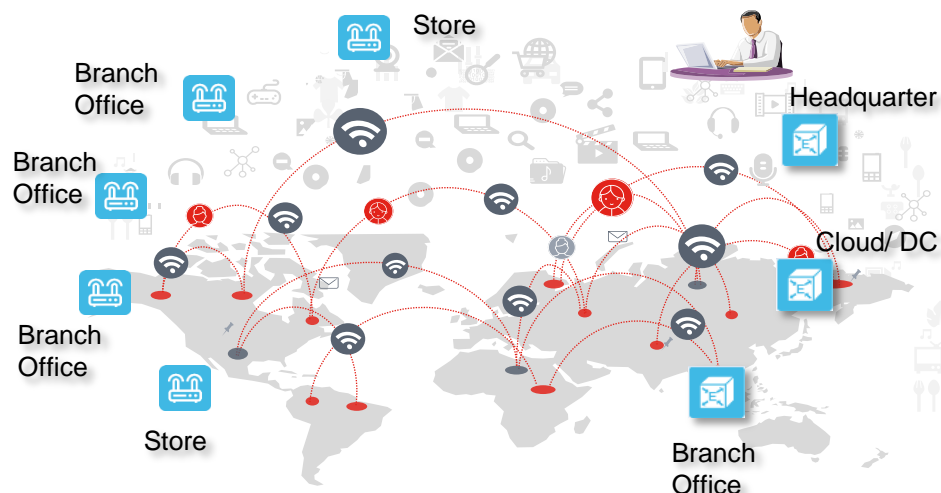 Store
Branch
Office
Headquarter
Branch
Office
Cloud/ DC
E
E
Branch
Office
Store
E
Branch
Office